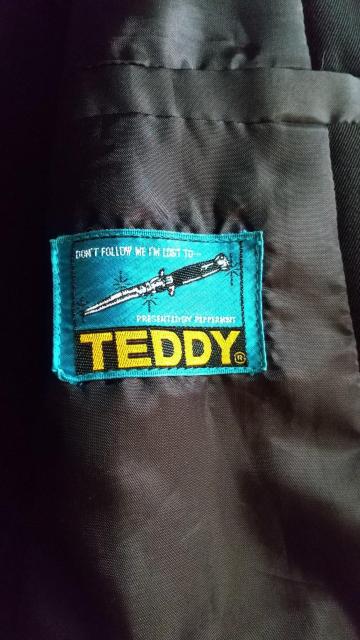 DON'T FOLLOW ME I'M LOST TO...
PRESENTED BY PEPPERMINT
TEDDY®